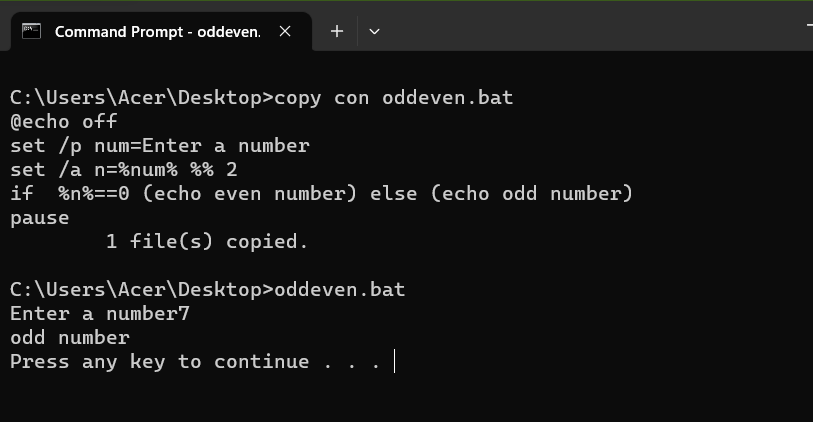 Command Prompt - oddeven.
C:\Users\Acer\Desktop>copy con oddeven.bat
@echo off
set /p num=Enter a number
set /a n=%num% %% 2
if  %n%==0 (echo even number) else (echo odd number)
pause
        1 file(s) copied.
C:\Users\Acer\Desktop>oddeven.bat
Enter a number7
odd number
Press any key to continue . . .